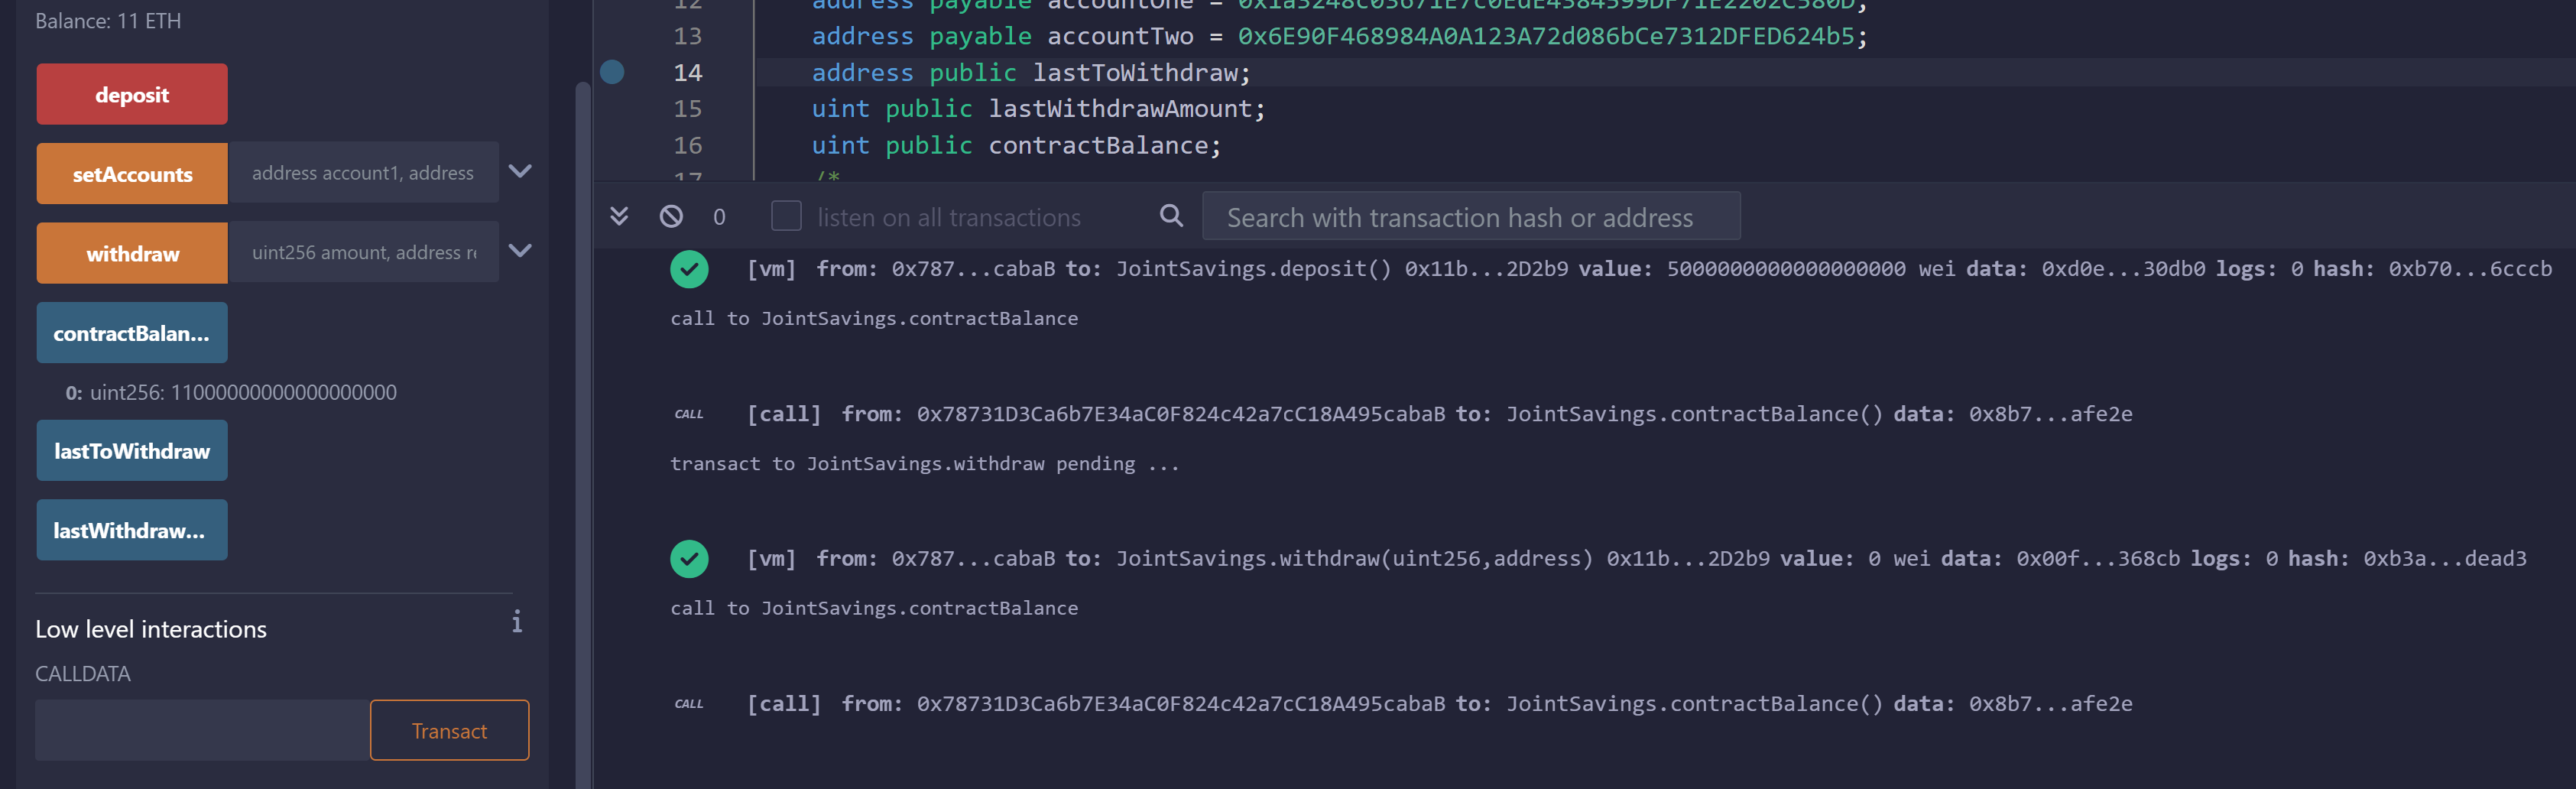 Balance: 11 ETH
deposit
setAccounts address account1, address
withdraw uint256 amount, address re
contractBalan...
0: uint256: 11000000000000000000
lastToWithdraw
lastWithdraw...
Low level interactions i
CALLDATA
Transact
12 address payable accountOne = 0x1a3248c03671E7c0EdE4384599DF71E2202C580D;
13 address payable accountTwo = 0x6E90F468984A0A123A72d086bCe7312DFED624b5;
14 address public lastToWithdraw;
15 uint public lastWithdrawAmount;
16 uint public contractBalance;
17 /*
0 listen on all transactions Search with transaction hash or address
[vm] from: 0x787...cabaB to: JointSavings.deposit() 0x11b...2D2b9 value: 5000000000000000000 wei data: 0xd0e...30db0 logs: 0 hash: 0xb70...6cccb
call to JointSavings.contractBalance
CALL [call] from: 0x78731D3Ca6b7E34aC0F824c42a7cC18A495cabaB to: JointSavings.contractBalance() data: 0x8b7...afe2e
transact to JointSavings.withdraw pending ...
[vm] from: 0x787...cabaB to: JointSavings.withdraw(uint256,address) 0x11b...2D2b9 value: 0 wei data: 0x00f...368cb logs: 0 hash: 0xb3a...dead3
call to JointSavings.contractBalance
CALL [call] from: 0x78731D3Ca6b7E34aC0F824c42a7cC18A495cabaB to: JointSavings.contractBalance() data: 0x8b7...afe2e